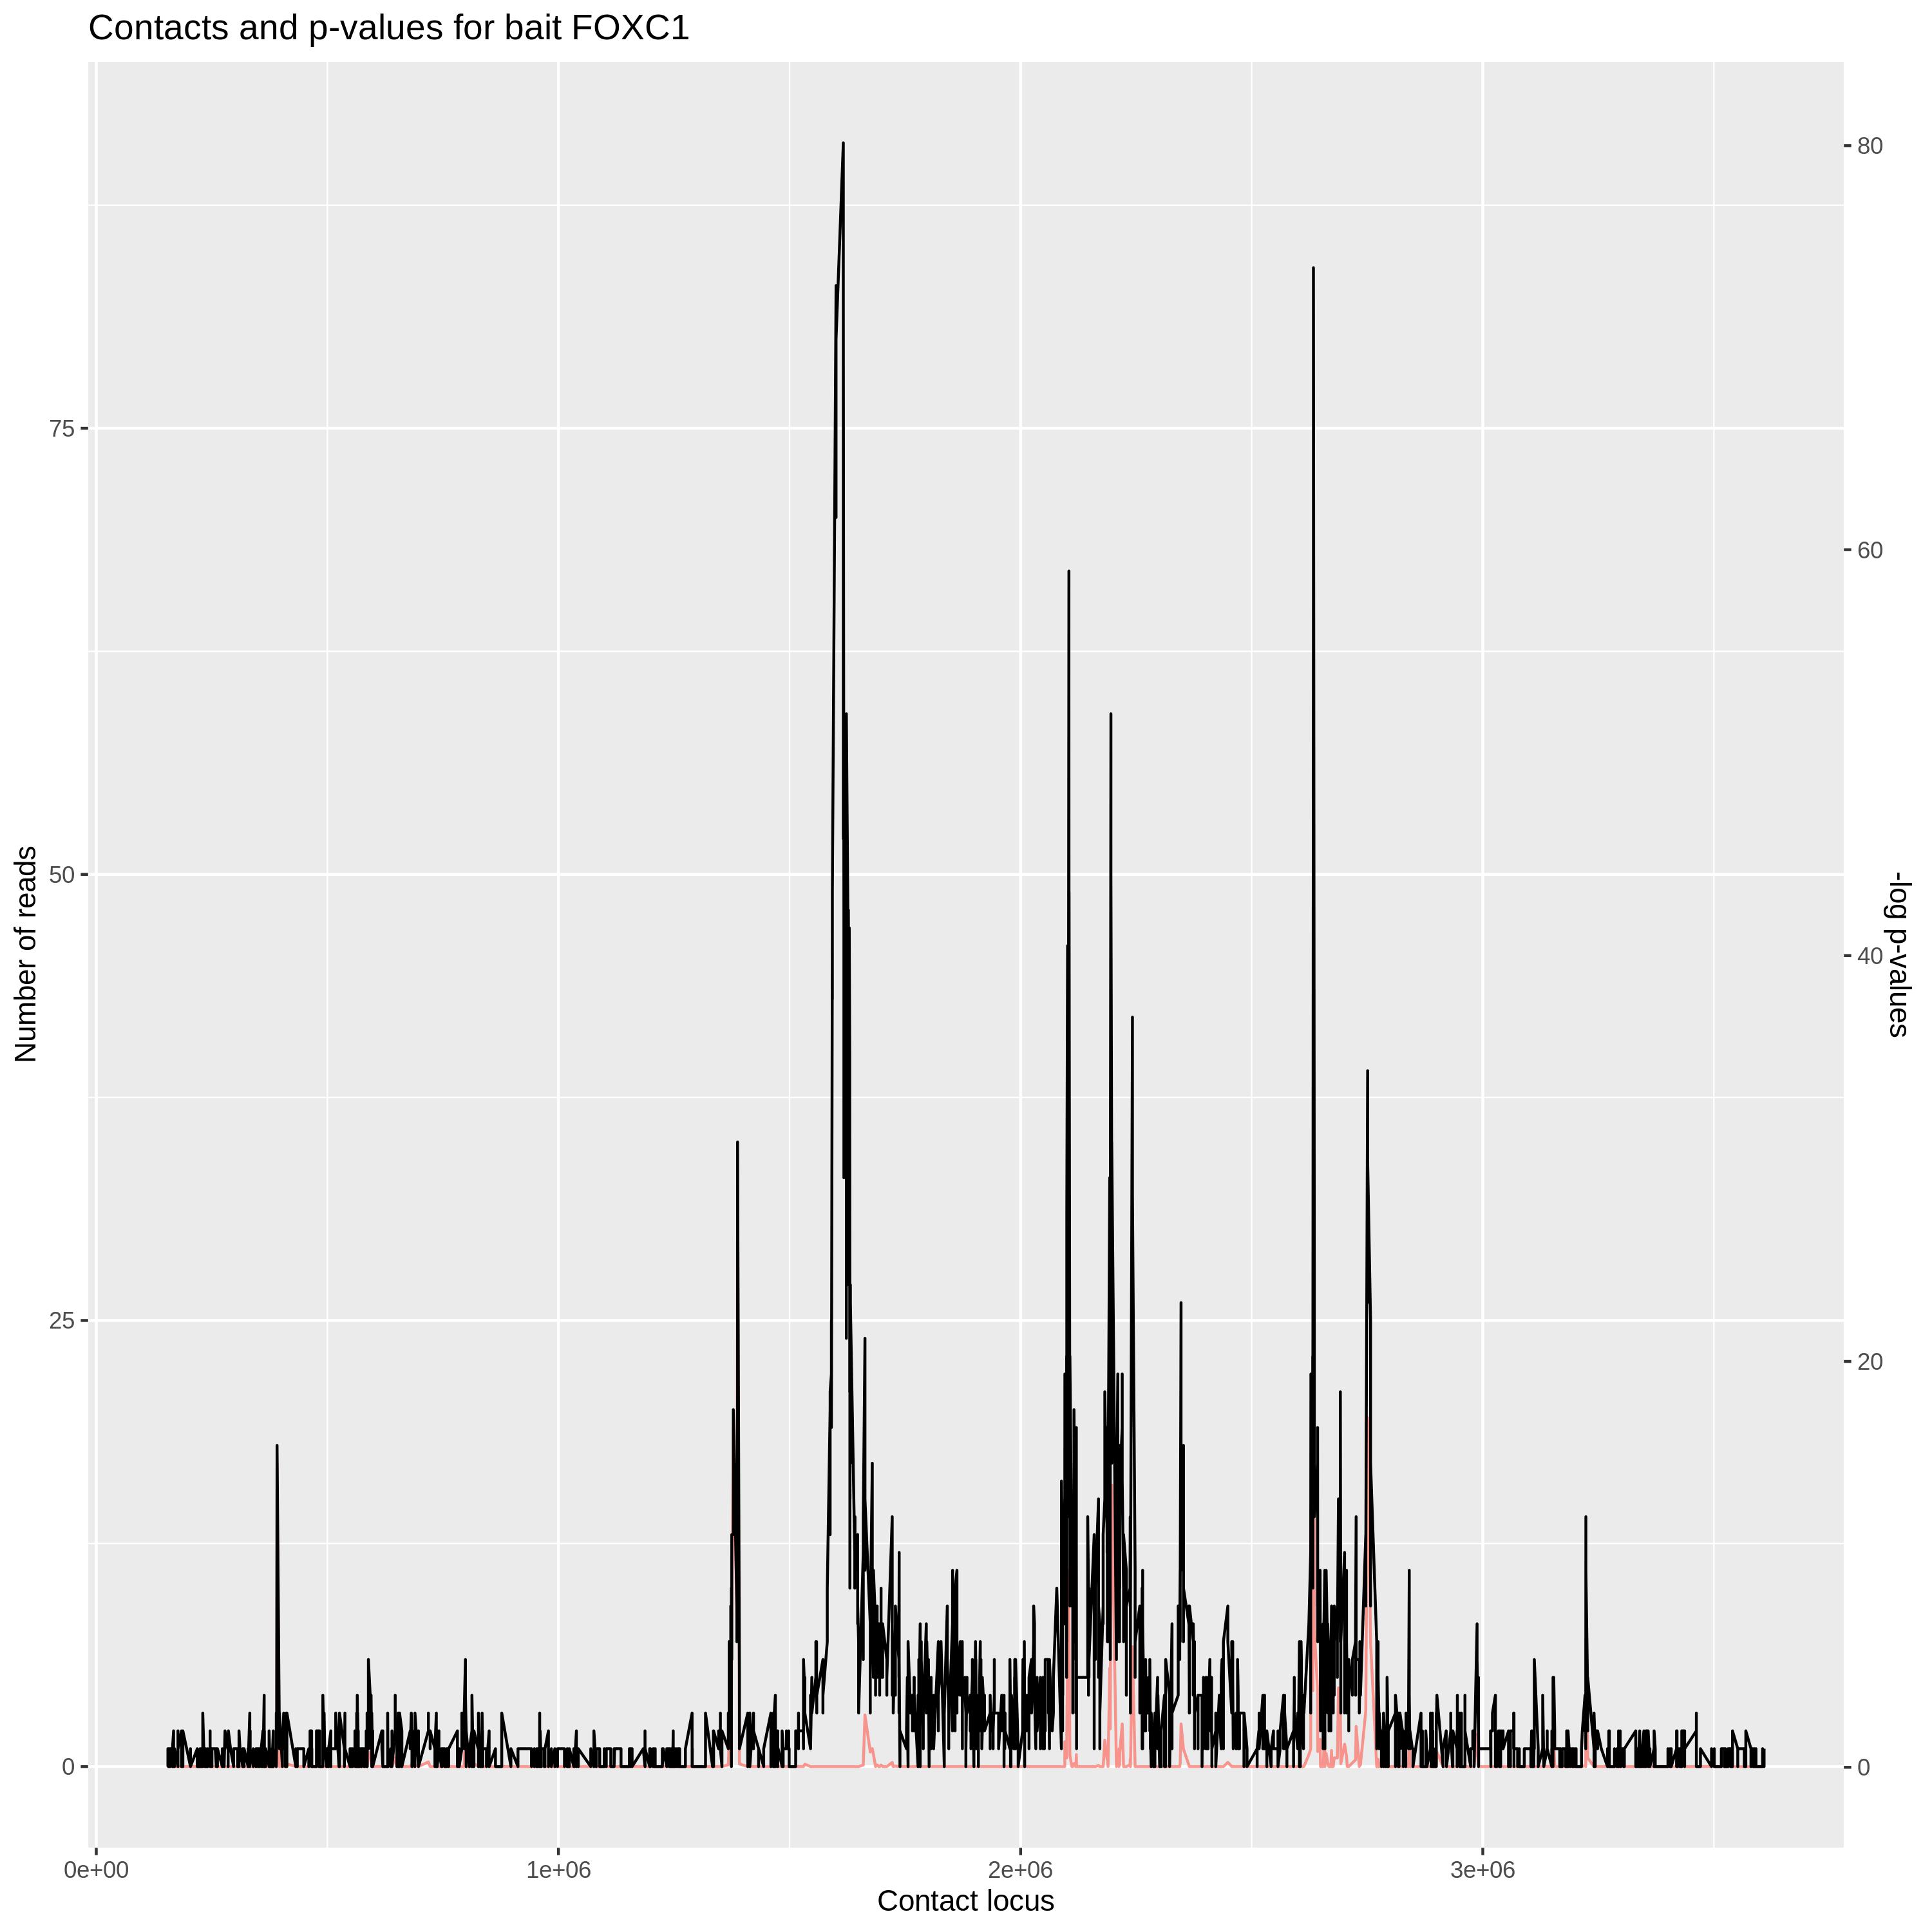 Contacts and p-values for bait FOXC1
80
75
60
50
40
25
20
0
0
Number of reads
-log p-values
0e+00
1e+06
2e+06
3e+06
Contact locus